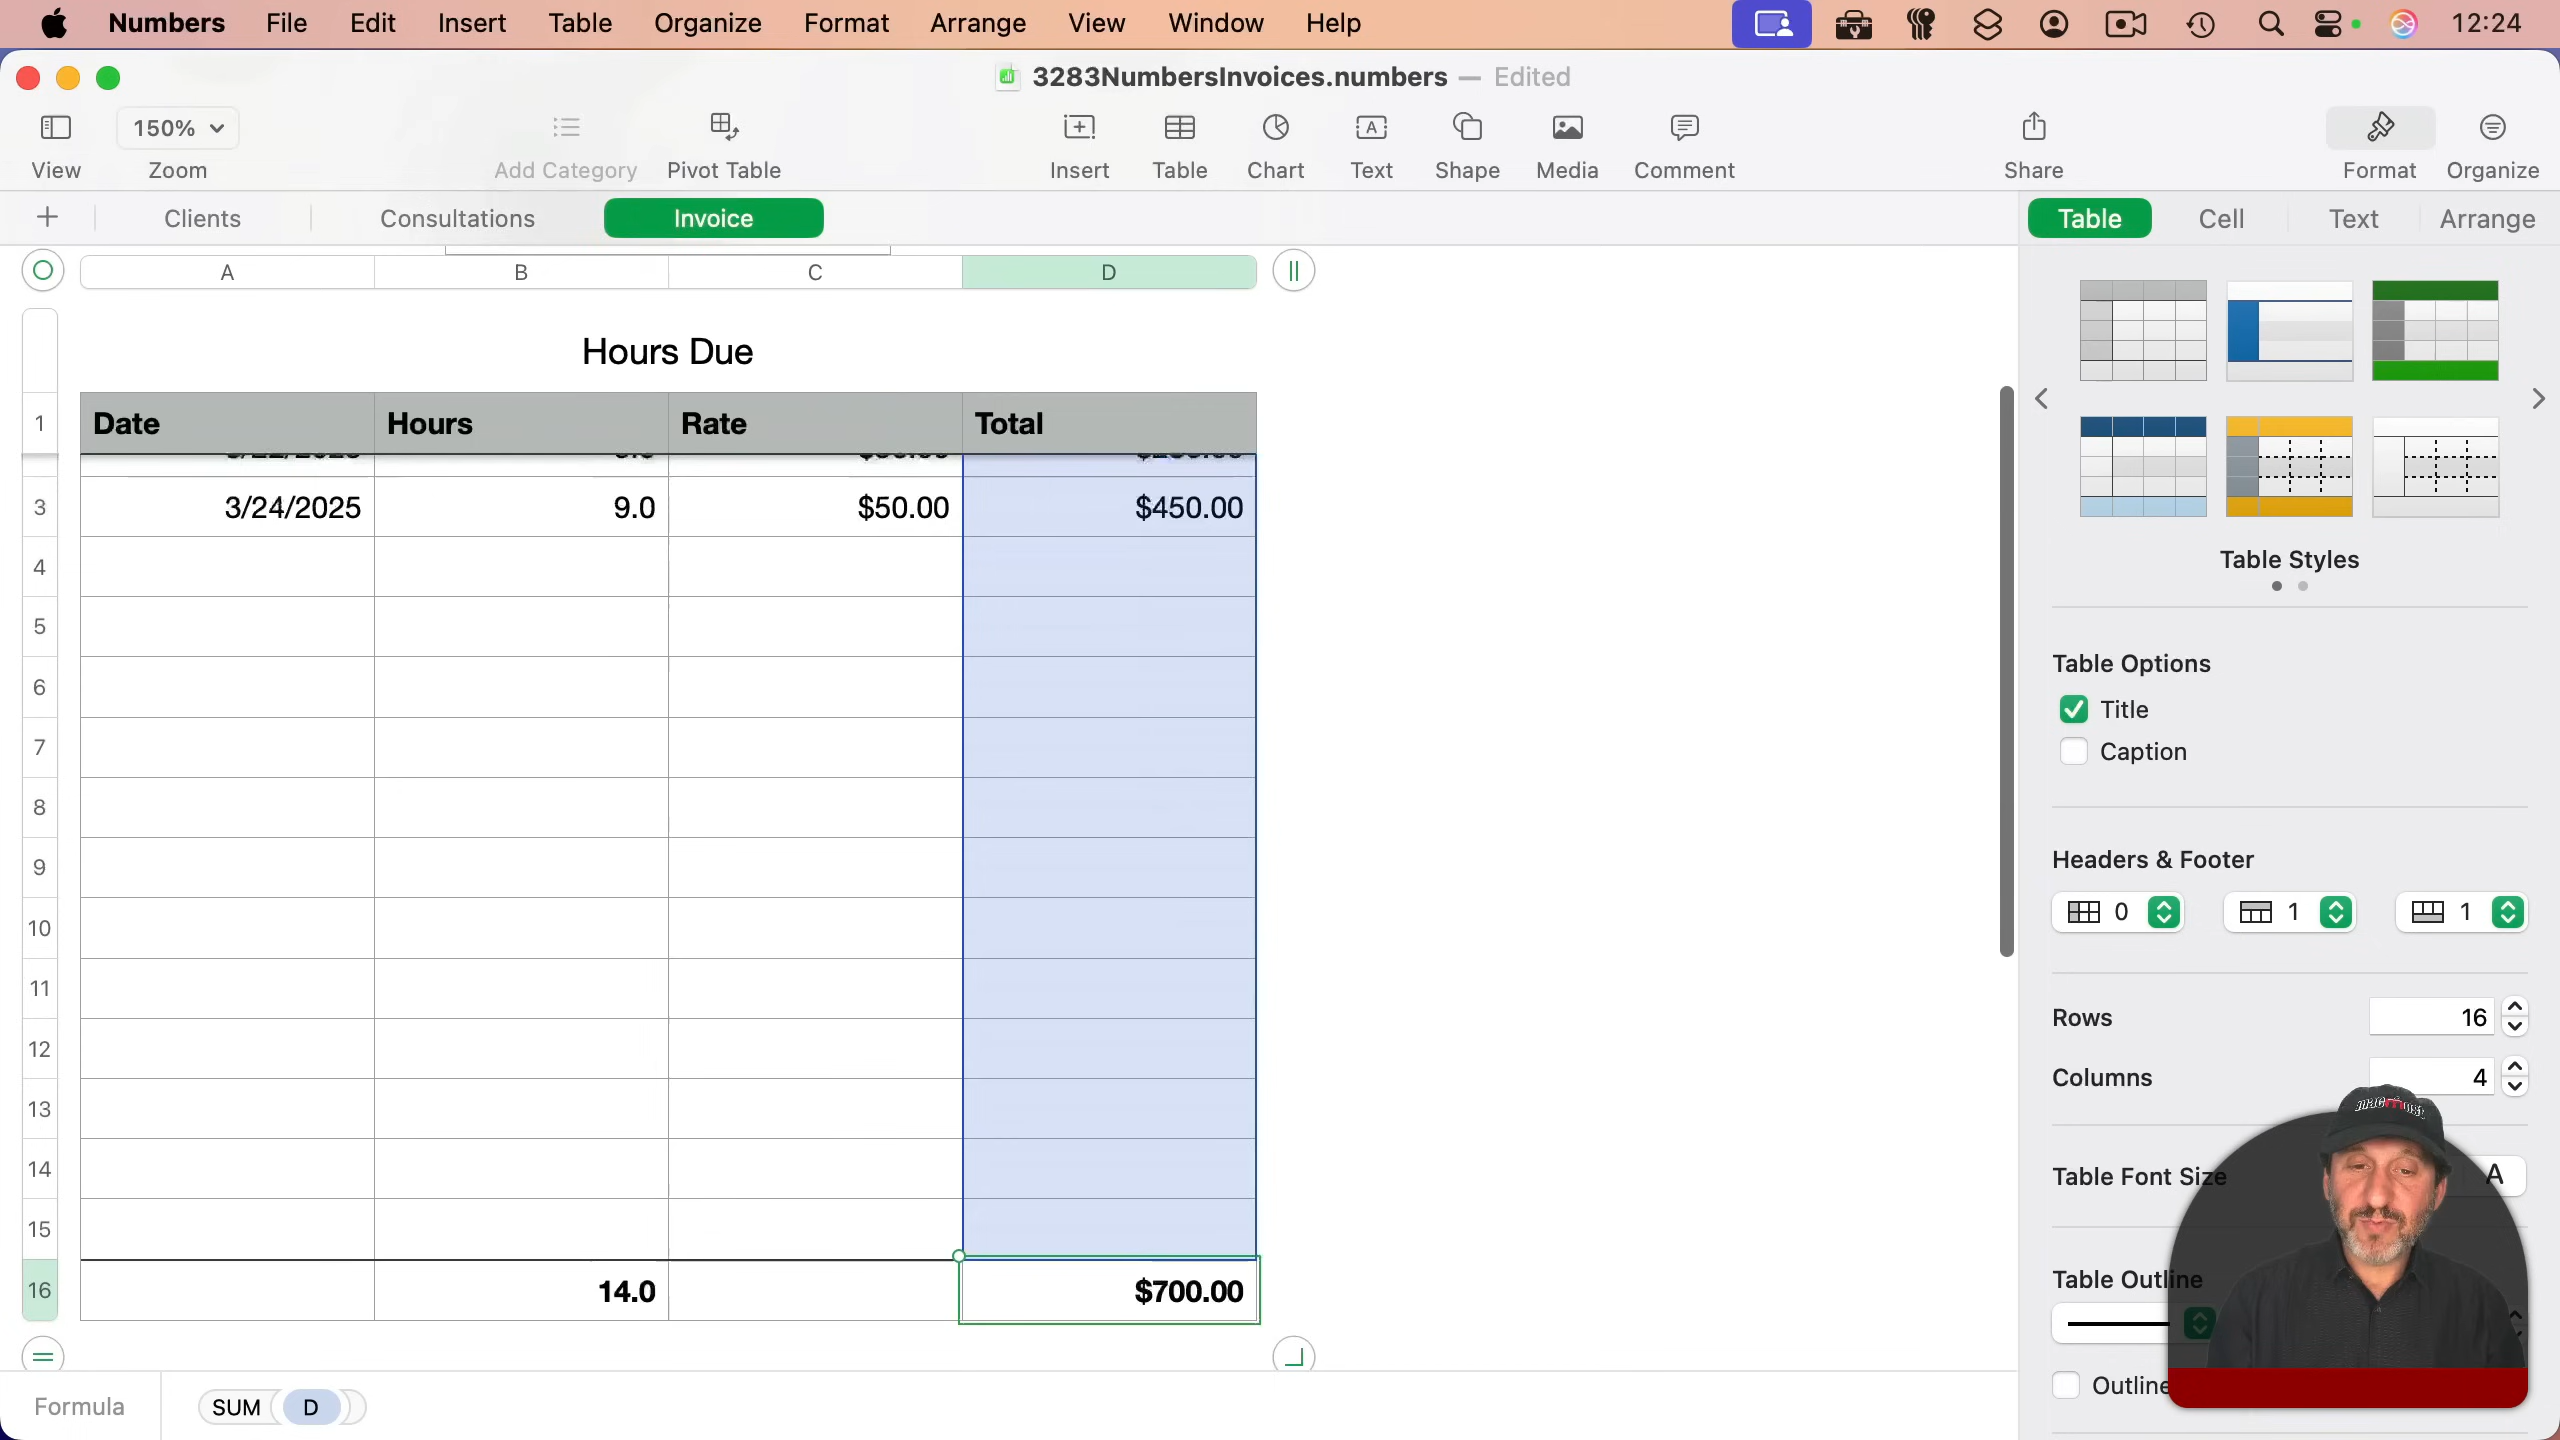 Numbers File Edit Insert Table Organize Format Arrange View Window Help 12:24
3283NumbersInvoices.numbers — Edited
150%
View Zoom Add Category Pivot Table Insert Table Chart Text Shape Media Comment Share Format Organize
Clients Consultations Invoice
Table Cell Text Arrange
A B C D
Hours Due
1 Date Hours Rate Total
3 3/24/2025 9.0 $50.00 $450.00
4
5
6
7
8
9
10
11
12
13
14
15
16 14.0 $700.00
Formula SUM D
Table Styles
Table Options
Title
Caption
Headers & Footer
0 1 1
Rows 16
Columns 4
Table Font Size A
Table Outline
Outline
macmost